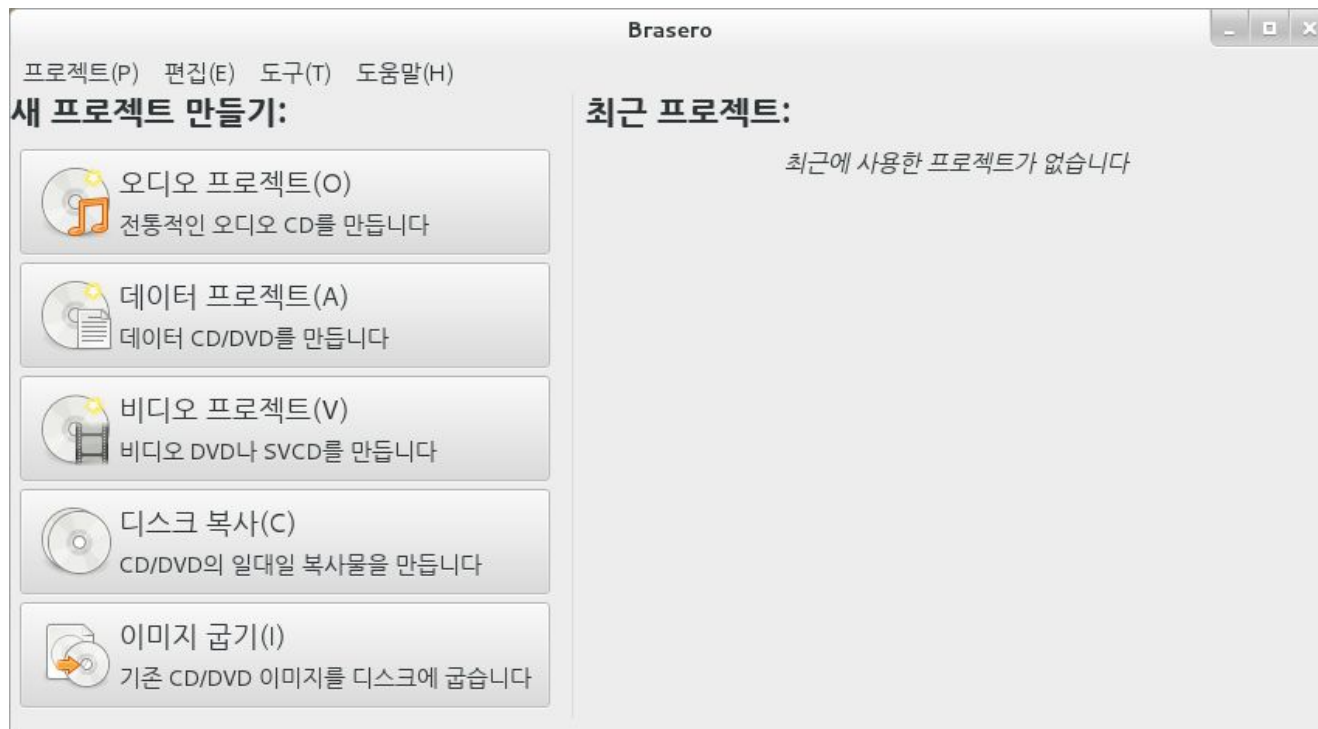 Brasero
프로젝트(P) 편집(E) 도구(T) 도움말(H)
새 프로젝트 만들기:
오디오 프로젝트(O)
전통적인 오디오 CD를 만듭니다
데이터 프로젝트(A)
데이터 CD/DVD를 만듭니다
비디오 프로젝트(V)
비디오 DVD나 SVCD를 만듭니다
디스크 복사(C)
CD/DVD의 일대일 복사물을 만듭니다
이미지 굽기(I)
기존 CD/DVD 이미지를 디스크에 굽습니다
최근 프로젝트:
최근에 사용한 프로젝트가 없습니다